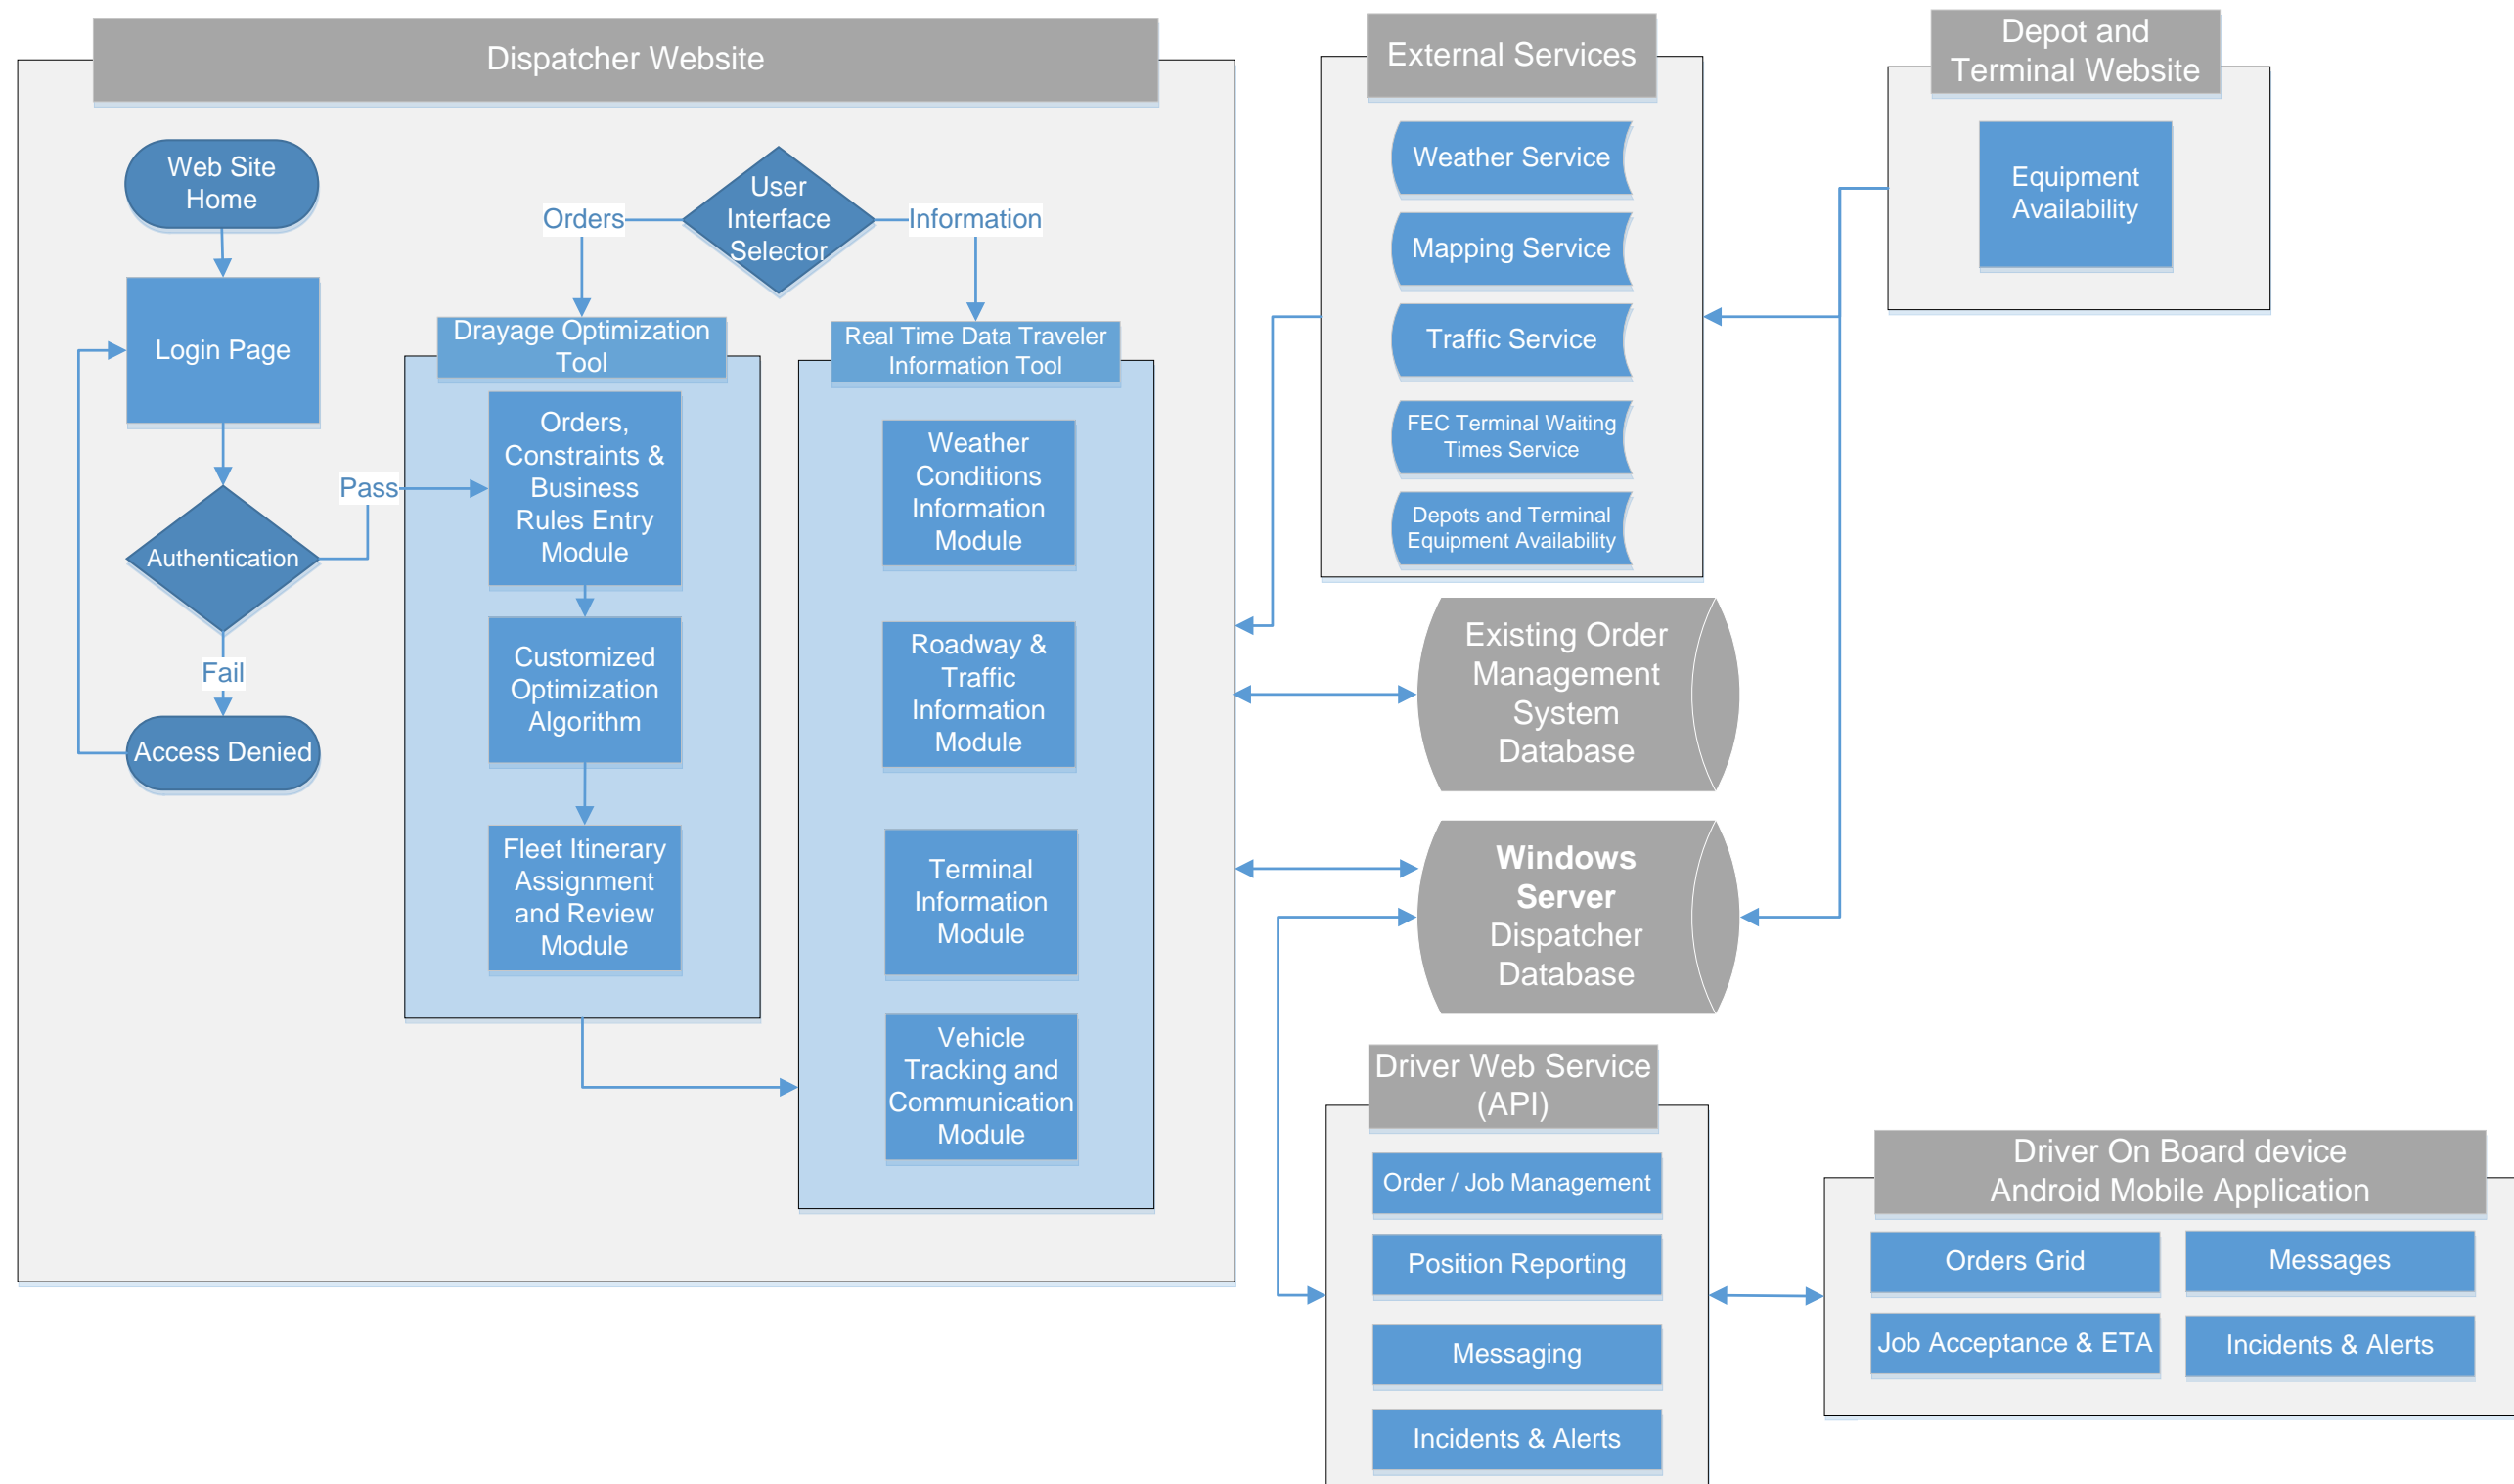 Dispatcher Website
Web Site
Home
Login Page
Authentication
Pass
Fail
Access Denied
User
Interface
Selector
Orders
Information
Drayage Optimization
Tool
Orders,
Constraints &
Business
Rules Entry
Module
Customized
Optimization
Algorithm
Fleet Itinerary
Assignment
and Review
Module
Real Time Data Traveler
Information Tool
Weather
Conditions
Information
Module
Roadway &
Traffic
Information
Module
Terminal
Information
Module
Vehicle
Tracking and
Communication
Module
External Services
Weather Service
Mapping Service
Traffic Service
FEC Terminal Waiting
Times Service
Depots and Terminal
Equipment Availability
Depot and
Terminal Website
Equipment
Availability
Existing Order
Management
System
Database
Windows
Server
Dispatcher
Database
Driver Web Service
(API)
Order / Job Management
Position Reporting
Messaging
Incidents & Alerts
Driver On Board device
Android Mobile Application
Orders Grid
Messages
Job Acceptance & ETA
Incidents & Alerts